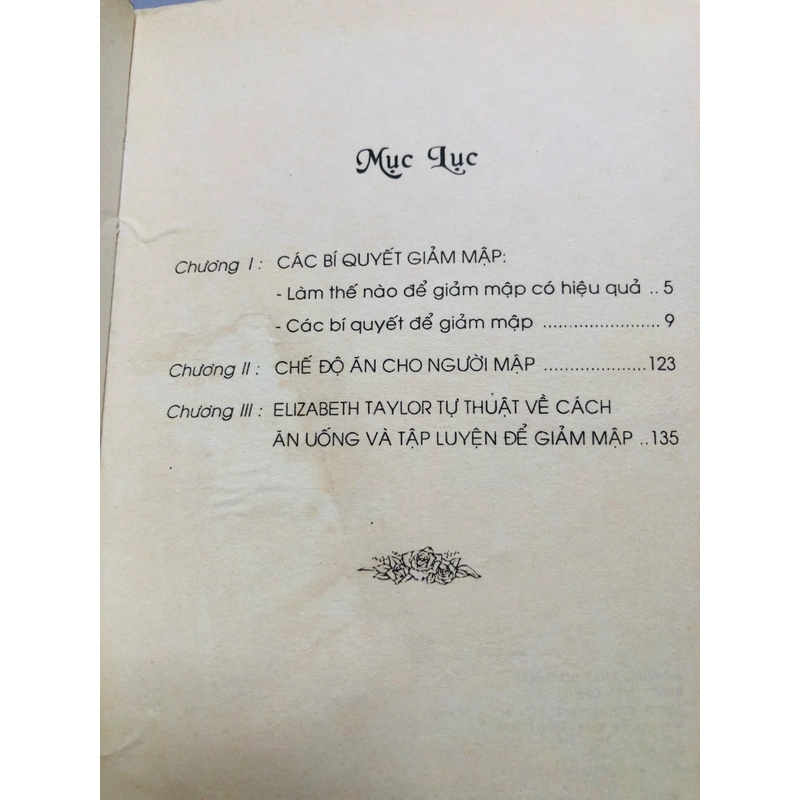 Mục Lục
Chương I : CÁC BÍ QUYẾT GIẢM MẬP:
- Làm thế nào để giảm mập có hiệu quả .. 5
- Các bí quyết để giảm mập ........................ 9
Chương II : CHẾ ĐỘ ĂN CHO NGƯỜI MẬP ....................123
Chương III : ELIZABETH TAYLOR TỰ THUẬT VỀ CÁCH
ĂN UỐNG VÀ TẬP LUYỆN ĐỂ GIẢM MẬP ..135